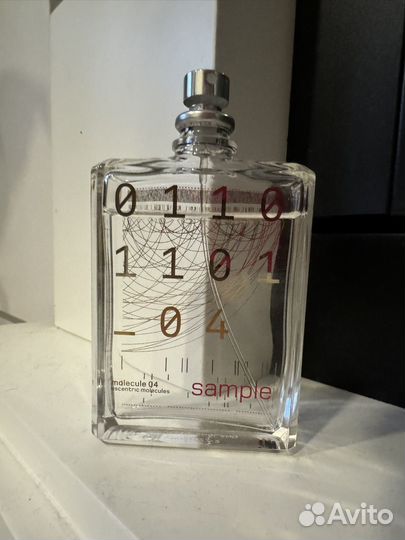 0110
1101
_04
molecule 04
escentric molecules
sample
Avito